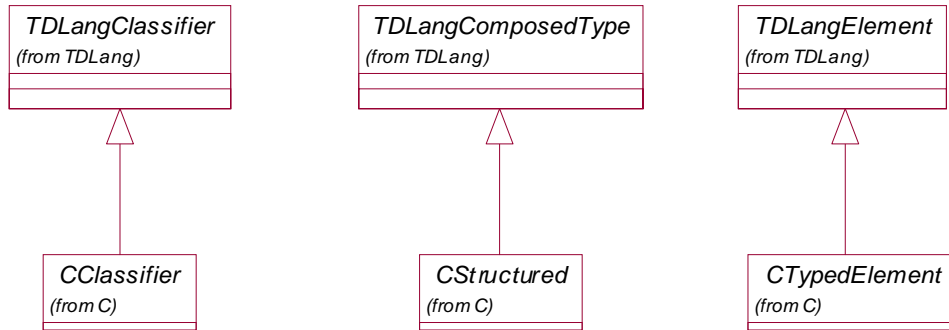 TDLangClassifier
(from TDLang)
TDLangComposedType
(from TDLang)
TDLangElement
(from TDLang)
CClassifier
(from C)
CStructured
(from C)
CTypedElement
(from C)